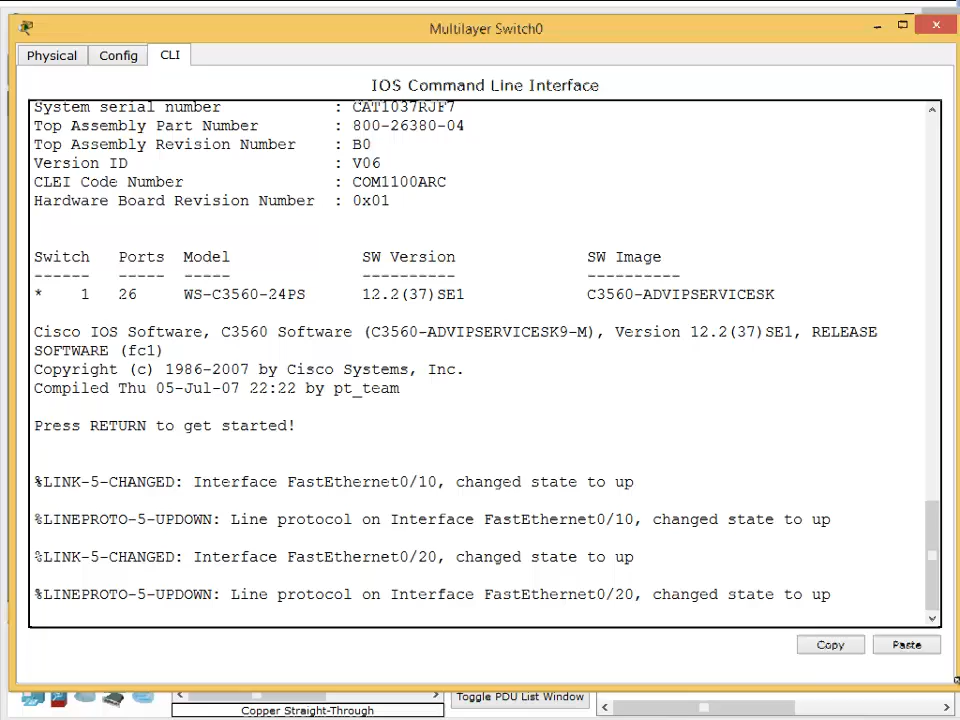 Multilayer Switch0
Physical Config CLI
IOS Command Line Interface
System serial number : CAT1037RJF7
Top Assembly Part Number : 800-26380-04
Top Assembly Revision Number : B0
Version ID : V06
CLEI Code Number : COM1100ARC
Hardware Board Revision Number : 0x01
Switch Ports Model SW Version SW Image
------ ----- ----- ---------- ----------
* 1 26 WS-C3560-24PS 12.2(37)SE1 C3560-ADVIPSERVICESK
Cisco IOS Software, C3560 Software (C3560-ADVIPSERVICESK9-M), Version 12.2(37)SE1, RELEASE
SOFTWARE (fc1)
Copyright (c) 1986-2007 by Cisco Systems, Inc.
Compiled Thu 05-Jul-07 22:22 by pt_team
Press RETURN to get started!
%LINK-5-CHANGED: Interface FastEthernet0/10, changed state to up
%LINEPROTO-5-UPDOWN: Line protocol on Interface FastEthernet0/10, changed state to up
%LINK-5-CHANGED: Interface FastEthernet0/20, changed state to up
%LINEPROTO-5-UPDOWN: Line protocol on Interface FastEthernet0/20, changed state to up
Copy Paste
Toggle PDU List Window
Copper Straight-Through